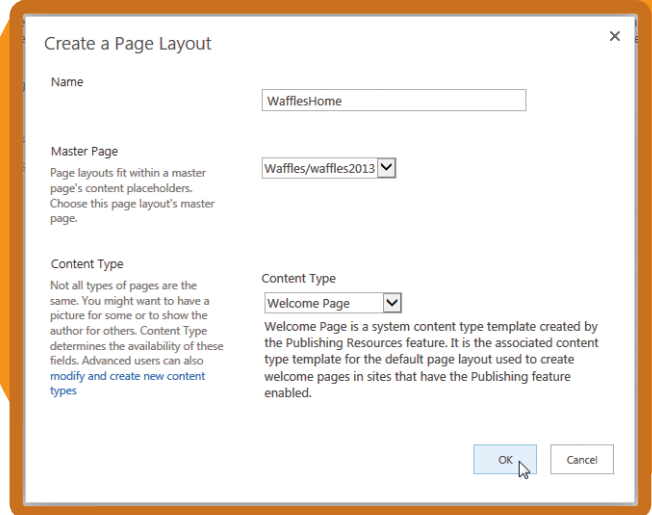 Create a Page Layout
Name
WafflesHome
Master Page
Page layouts fit within a master
page's content placeholders.
Choose this page layout's master
page.
Waffles/waffles2013
Content Type
Not all types of pages are the
same. You might want to have a
picture for some or to show the
author for others. Content Type
determines the availability of these
fields. Advanced users can also
modify and create new content
types
Content Type
Welcome Page
Welcome Page is a system content type template created by
the Publishing Resources feature. It is the associated content
type template for the default page layout used to create
welcome pages in sites that have the Publishing feature
enabled.
OK
Cancel